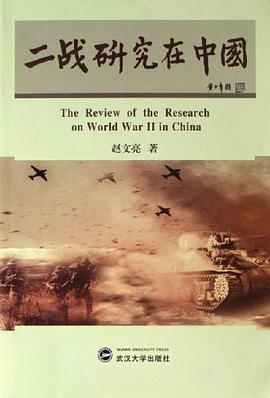 二战研究在中國
The Review of the Research
on World War II in China
赵文亮 著
WUHAN UNIVERSITY PRESS
武汉大学出版社